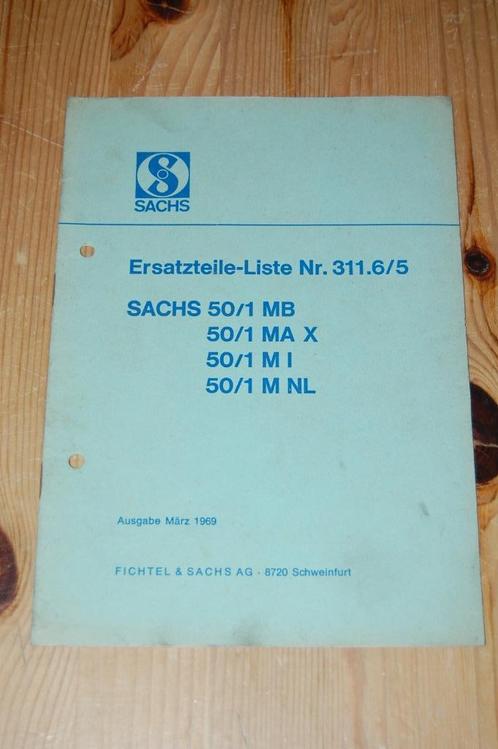 S
SACHS
Ersatzteile-Liste Nr. 311.6/5
SACHS 50/1 MB
50/1 MA X
50/1 M I
50/1 M NL
Ausgabe März 1969
FICHTEL & SACHS AG - 8720 Schweinfurt